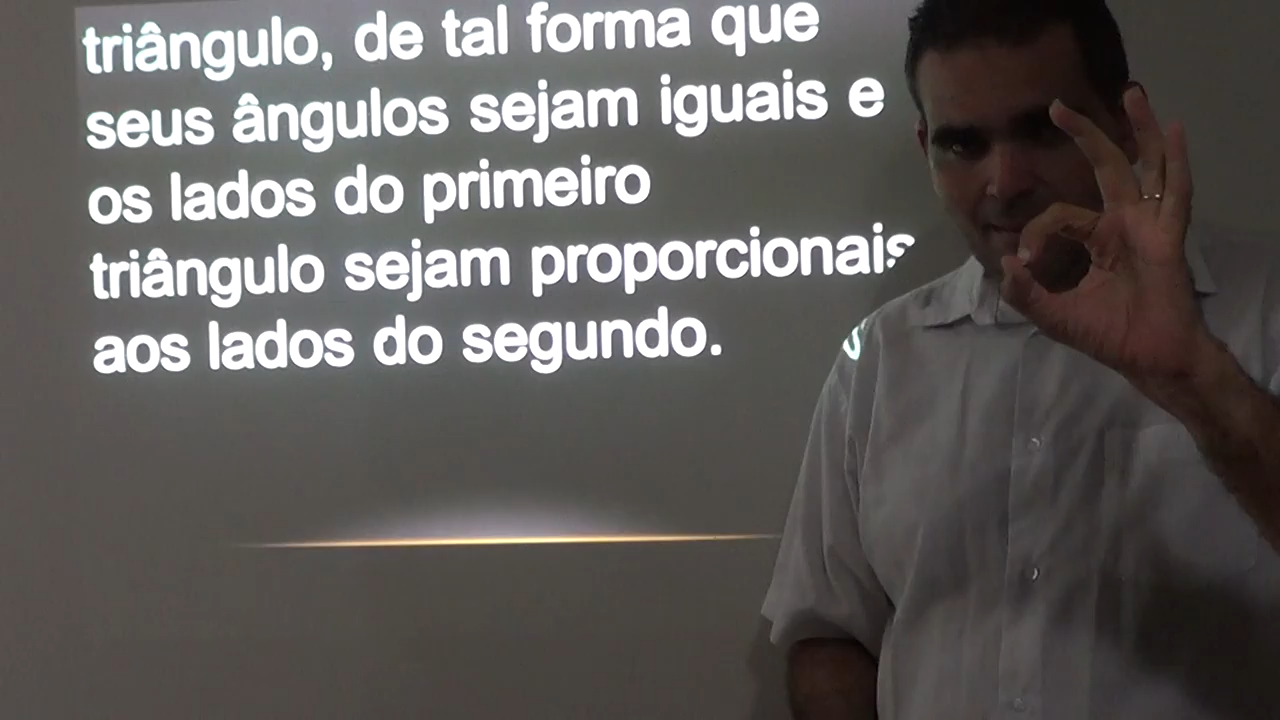 triângulo, de tal forma que
seus ângulos sejam iguais e
os lados do primeiro
triângulo sejam proporcionais
aos lados do segundo.